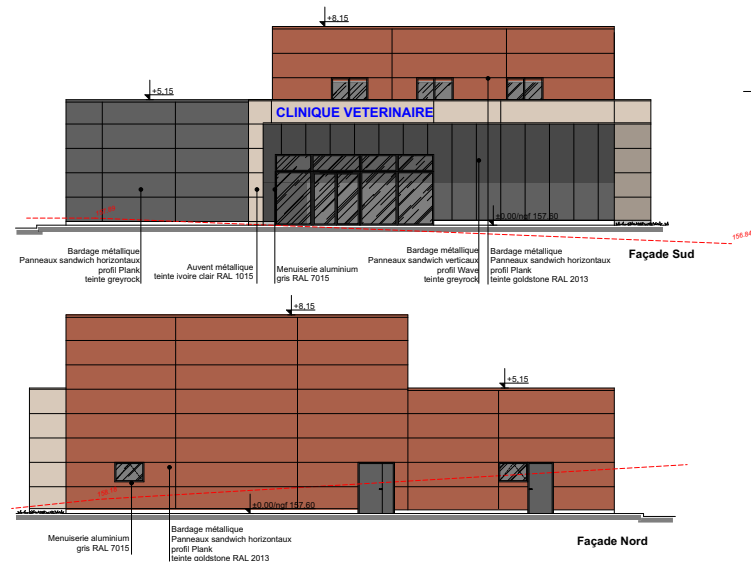 +8,15
+5,15
CLINIQUE VETERINAIRE
±0,00/ngf 157.60
156.84
Façade Sud
Bardage métallique
Panneaux sandwich horizontaux
profil Plank
teinte greyrock
Auvent métallique
teinte ivoire clair RAL 1015
Menuiserie aluminium
gris RAL 7015
Bardage métallique
Panneaux sandwich verticaux
profil Wave
teinte greyrock
Bardage métallique
Panneaux sandwich horizontaux
profil Plank
teinte goldstone RAL 2013
+8,15
+5,15
±0,00/ngf 157.60
Menuiserie aluminium
gris RAL 7015
Bardage métallique
Panneaux sandwich horizontaux
profil Plank
teinte goldstone RAL 2013
Façade Nord